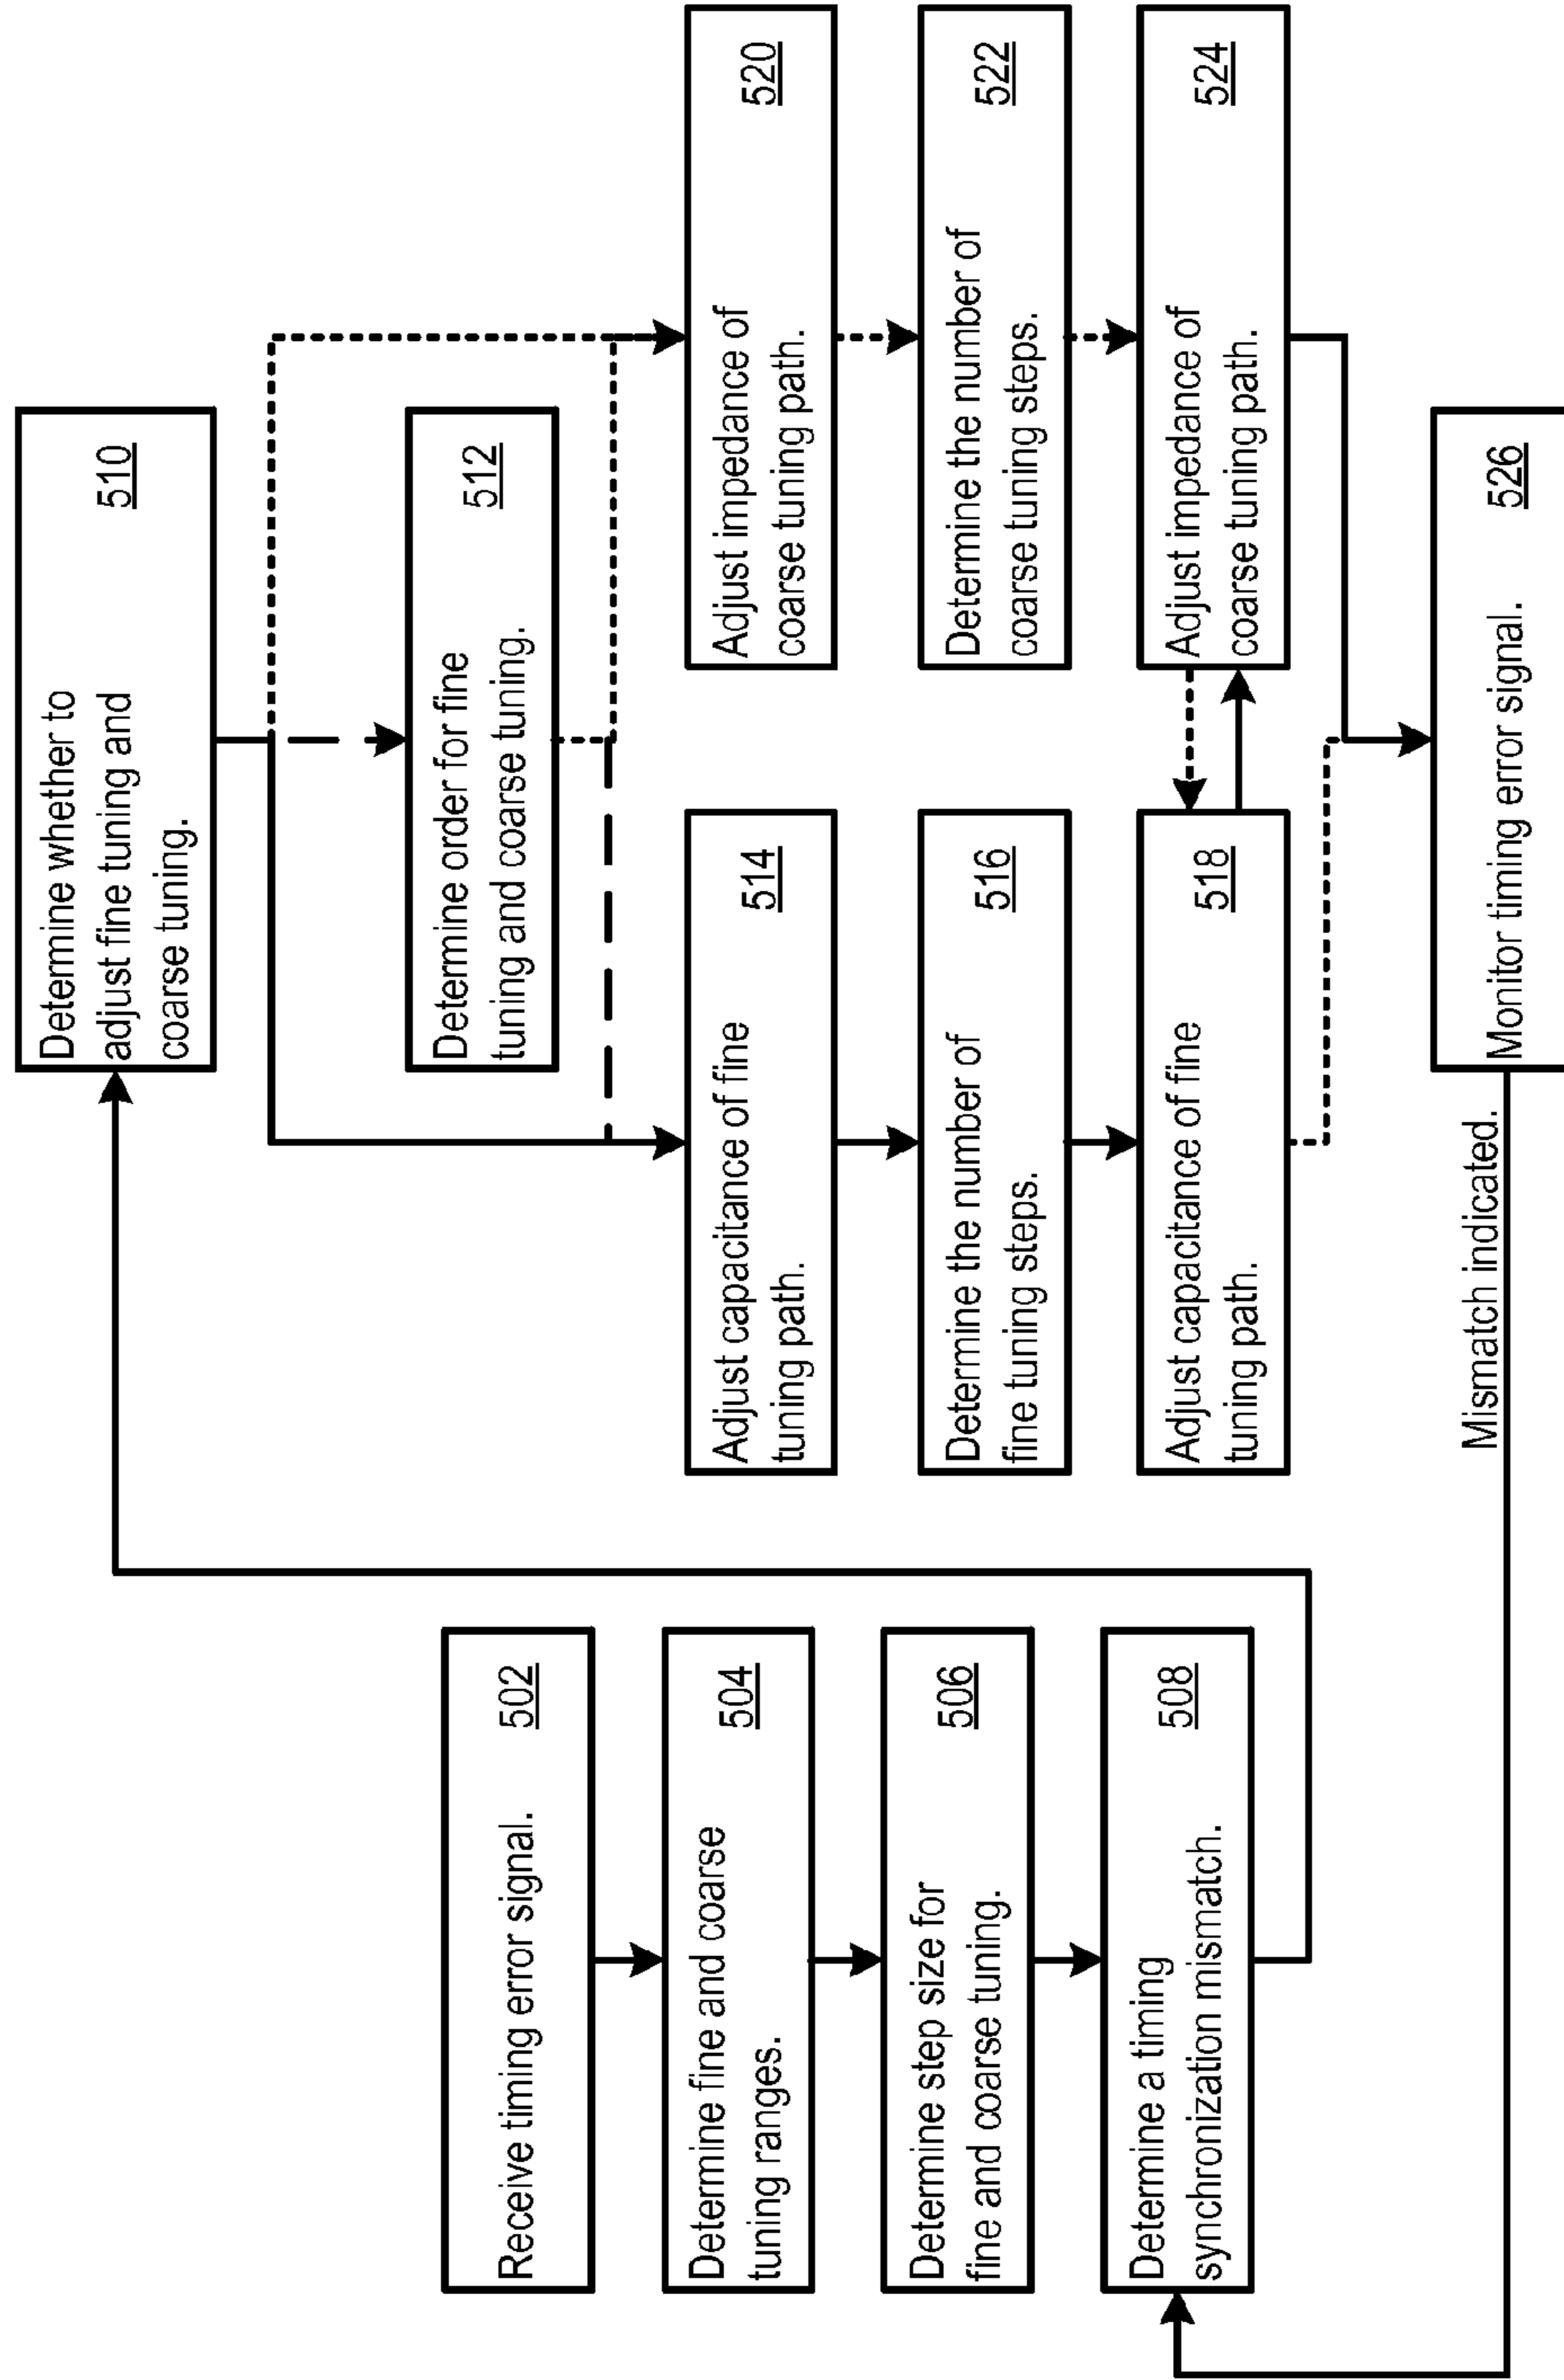 Receive timing error signal. 502
Determine fine and coarse 504
tuning ranges.
Determine step size for 506
fine and coarse tuning.
Determine a timing 508
synchronization mismatch.
Determine whether to 510
adjust fine tuning and
coarse tuning.
Determine order for fine 512
tuning and coarse tuning.
Adjust capacitance of fine 514
tuning path.
Determine the number of 516
fine tuning steps.
Adjust capacitance of fine 518
tuning path.
Adjust impedance of 520
coarse tuning path.
Determine the number of 522
coarse tuning steps.
Adjust impedance of 524
coarse tuning path.
Mismatch indicated.
Monitor timing error signal. 526